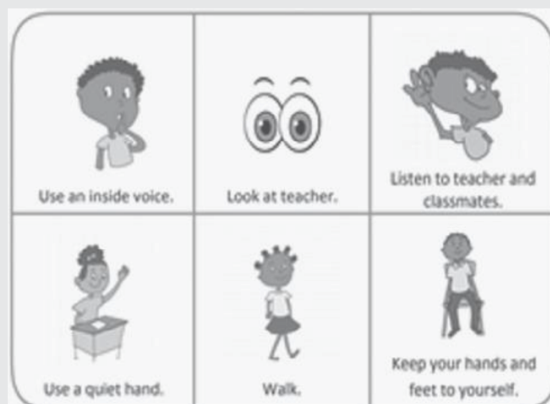 Use an inside voice.
Look at teacher.
Listen to teacher and
classmates.
Use a quiet hand.
Walk.
Keep your hands and
feet to yourself.